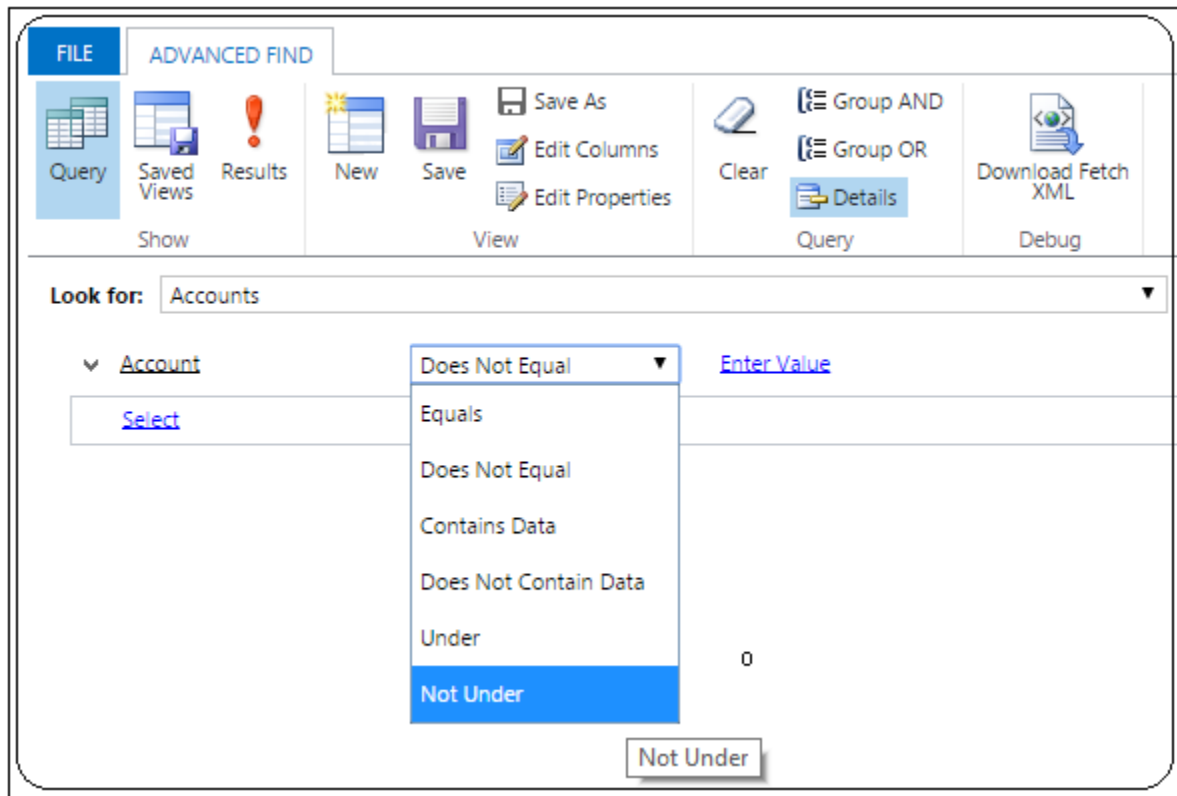 FILE
ADVANCED FIND
Query
Saved
Views
Results
Show
New
Save
Save As
Edit Columns
Edit Properties
View
Clear
Group AND
Group OR
Details
Query
Download Fetch
XML
Debug
Look for: Accounts
Account Does Not Equal Enter Value
Select
Equals
Does Not Equal
Contains Data
Does Not Contain Data
Under
0
Not Under
Not Under